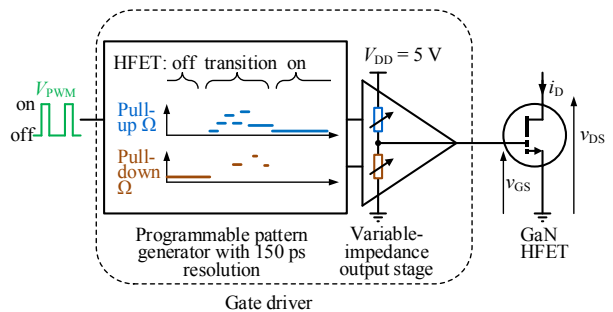 HFET: off transition on
V_DD = 5 V
V_PWM
on
off
Pull-
up Ω
Pull-
down
Ω
i_D
v_DS
v_GS
GaN
HFET
Programmable pattern
generator with 150 ps
resolution
Variable-
impedance
output stage
Gate driver